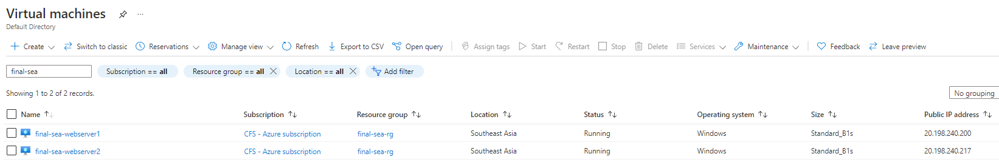 Virtual machines ...
Default Directory
Create Switch to classic Reservations Manage view Refresh Export to CSV Open query Assign tags Start Restart Stop Delete Services Maintenance Feedback Leave preview
final-sea Subscription == all Resource group == all Location == all Add filter
Showing 1 to 2 of 2 records. No grouping
Name Subscription Resource group Location Status Operating system Size Public IP address
final-sea-webserver1 CFS - Azure subscription final-sea-rg Southeast Asia Running Windows Standard_B1s 20.198.240.200
final-sea-webserver2 CFS - Azure subscription final-sea-rg Southeast Asia Running Windows Standard_B1s 20.198.240.217